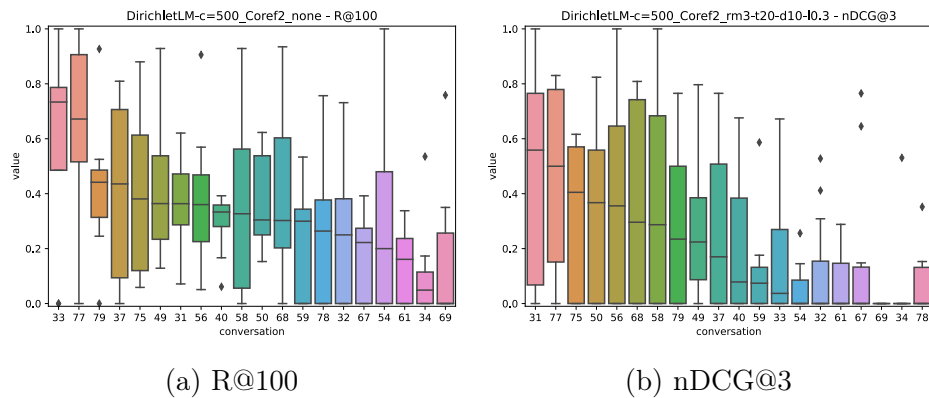 DirichletLM-c=500_Coref2_none - R@100
1.0
0.8
0.6
0.4
0.2
0.0
value
33 77 79 37 75 49 31 56 40 58 50 68 59 78 32 67 54 61 34 69
conversation
(a) R@100
DirichletLM-c=500_Coref2_rm3-t20-d10-l0.3 - nDCG@3
1.0
0.8
0.6
0.4
0.2
0.0
value
31 77 75 50 56 68 58 79 49 37 40 59 33 54 32 61 67 69 34 78
conversation
(b) nDCG@3